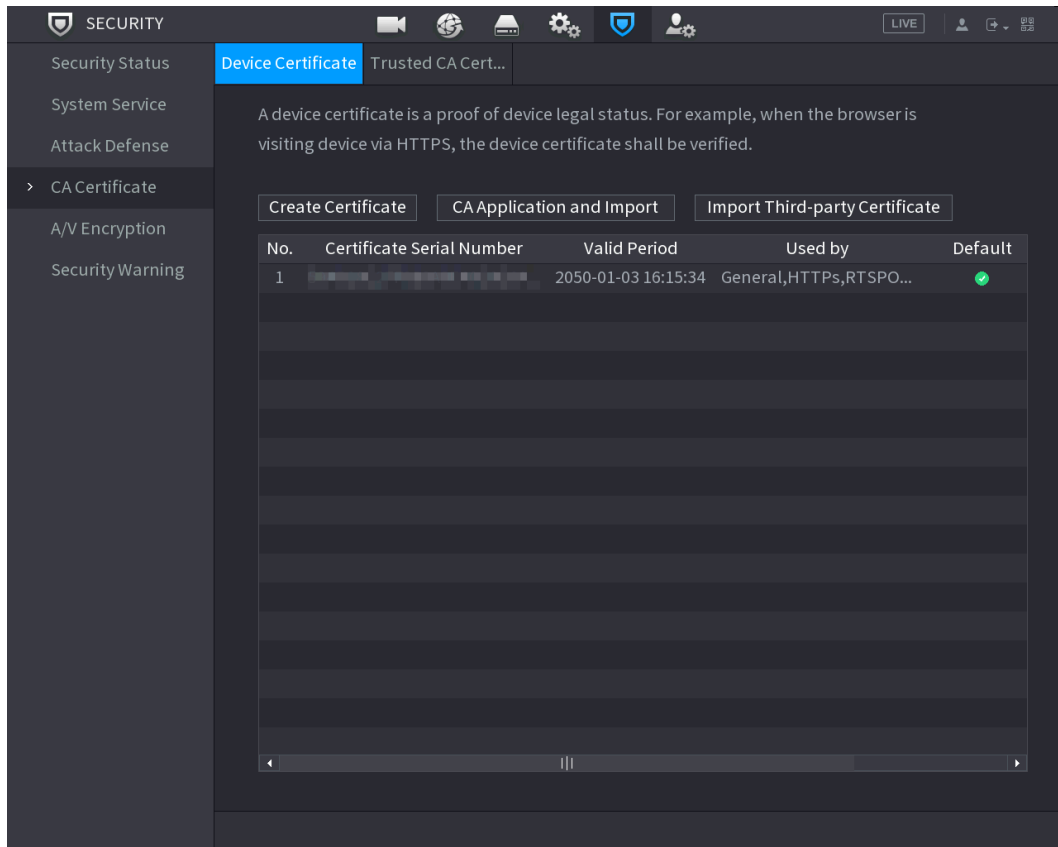 SECURITY
LIVE
Security Status
System Service
Attack Defense
CA Certificate
A/V Encryption
Security Warning
Device Certificate
Trusted CA Cert...
A device certificate is a proof of device legal status. For example, when the browser is
visiting device via HTTPS, the device certificate shall be verified.
Create Certificate
CA Application and Import
Import Third-party Certificate
No. Certificate Serial Number Valid Period Used by Default
1 2050-01-03 16:15:34 General,HTTPs,RTSPO...